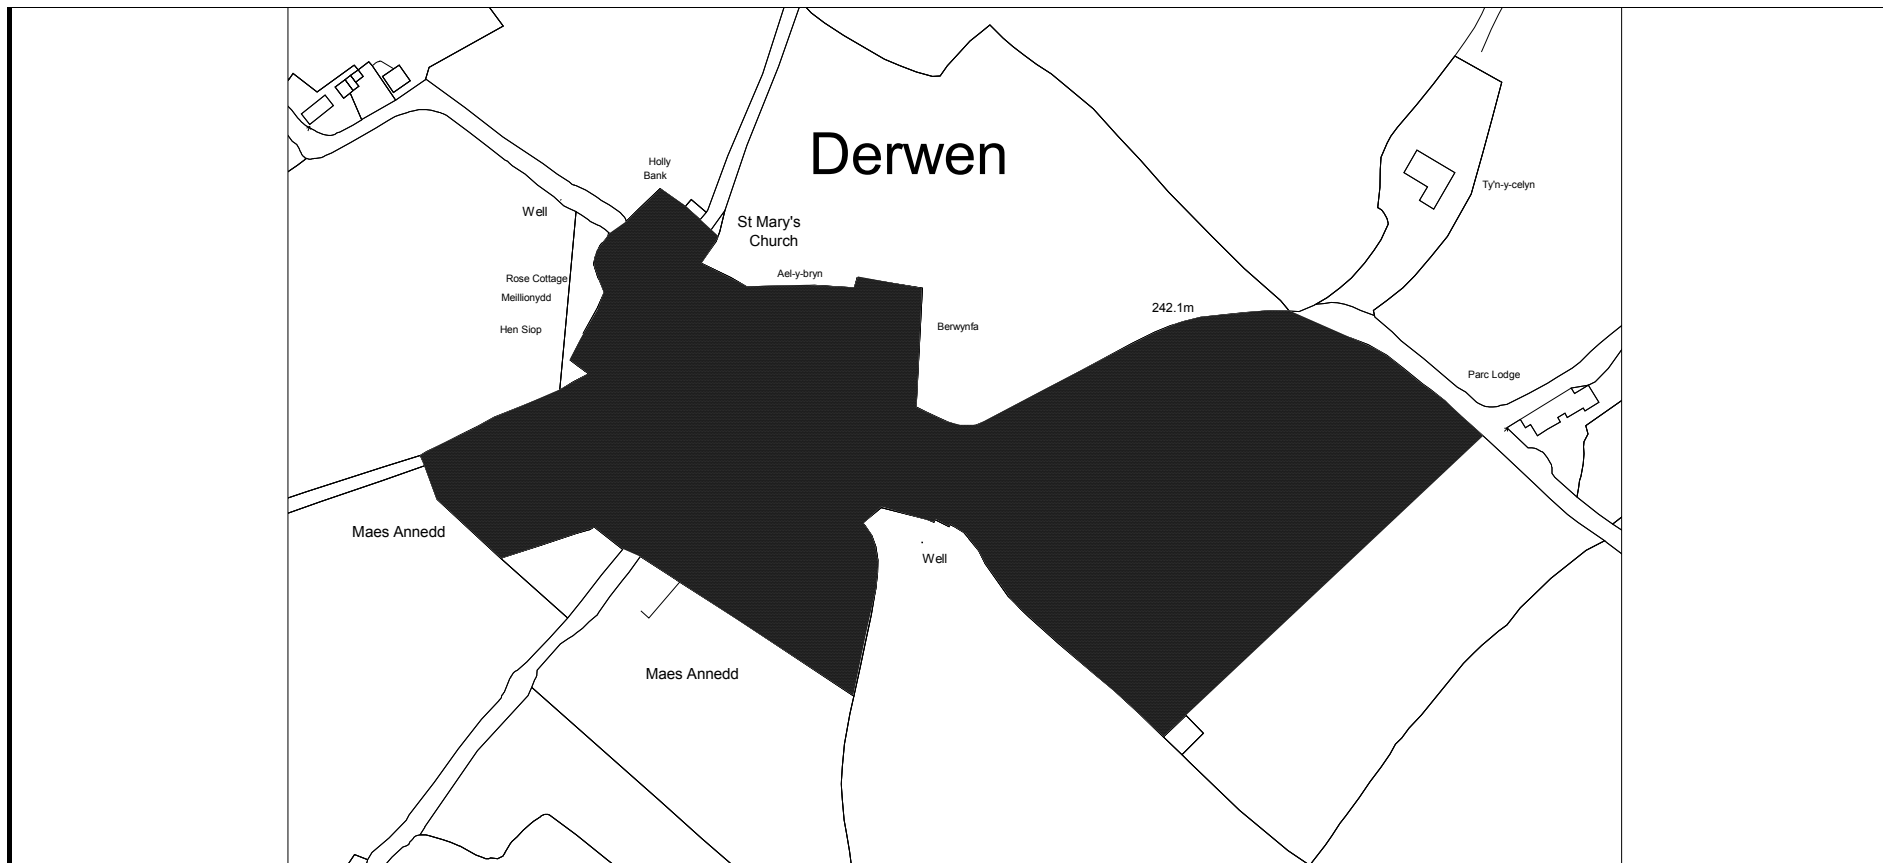 Derwen
Holly
Bank
Ty'n-y-celyn
Well
St Mary's
Church
Ael-y-bryn
Rose Cottage
Meillionydd
242.1m
Hen Siop
Berwynfa
Parc Lodge
Maes Annedd
Well
Maes Annedd